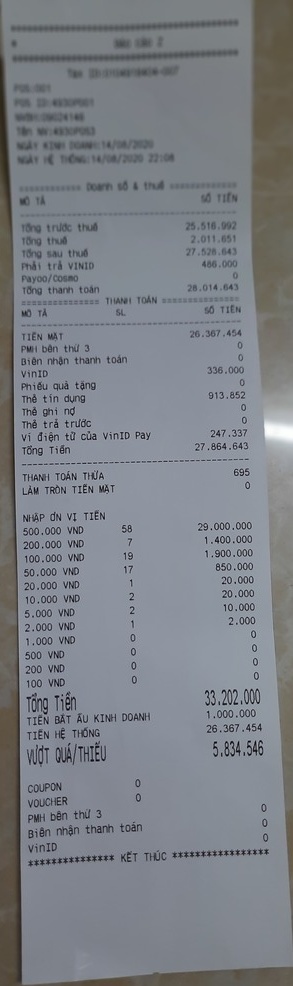 BÁO CÁO Z
POS:001
POS ID:4930P001
NGÀY KINH DOANH:14/08/2020
NGÀY HỆ THỐNG:14/08/2020 22:08
============ Doanh số & thuế =============
MÔ TẢ SỐ TIỀN
Tổng trước thuế 25.516.992
Tổng thuế 2.011.651
Tổng sau thuế 27.528.643
Phải trả VINID 486.000
Payoo/Cosmo 0
Tổng thanh toán 28.014.643
============== THANH TOÁN ==============
MÔ TẢ SL SỐ TIỀN
TIỀN MẶT 26.367.454
PMH bên thứ 3 0
Biên nhận thanh toán 0
VinID 336.000
Phiếu quà tặng 0
Thẻ tín dụng 913.852
Thẻ ghi nợ 0
Thẻ trả trước 0
Ví điện tử của VinID Pay 247.337
Tổng Tiền 27.864.643
THANH TOÁN THỪA 695
LÀM TRÒN TIỀN MẶT 0
NHẬP ƠN VỊ TIỀN
500.000 VND 58 29.000.000
200.000 VND 7 1.400.000
100.000 VND 19 1.900.000
50.000 VND 17 850.000
20.000 VND 1 20.000
10.000 VND 2 20.000
5.000 VND 2 10.000
2.000 VND 1 2.000
1.000 VND 0 0
500 VND 0 0
200 VND 0 0
100 VND 0 0
Tổng Tiền 33.202.000
TIỀN BẮT ẦU KINH DOANH 1.000.000
TIỀN HỆ THỐNG 26.367.454
VƯỢT QUÁ/THIẾU 5.834.546
COUPON 0
VOUCHER 0
PMH bên thứ 3 0
Biên nhận thanh toán 0
VinID 0
*************** KẾT THÚC *****************